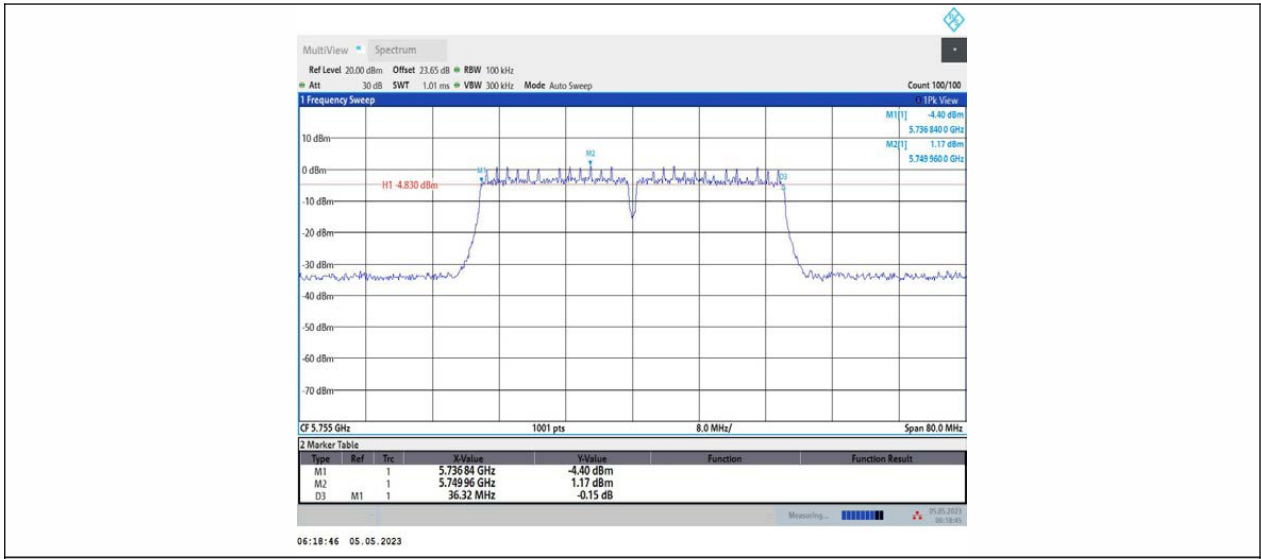 MultiView Spectrum
Ref Level 20.00 dBm Offset 23.65 dB RBW 100 kHz
Att 30 dB SWT 1.01 ms VBW 300 kHz Mode Auto Sweep Count 100/100
1 Frequency Sweep 1Pk View
M1[1] -4.40 dBm
5.736 840 0 GHz
M2[1] 1.17 dBm
5.749 960 0 GHz
10 dBm
M2
0 dBm
M1
D3
H1 -4.830 dBm
-10 dBm
-20 dBm
-30 dBm
-40 dBm
-50 dBm
-60 dBm
-70 dBm
CF 5.755 GHz 1001 pts 8.0 MHz/ Span 80.0 MHz
2 Marker Table
Type Ref Trc X-Value Y-Value Function Function Result
M1 1 5.736 84 GHz -4.40 dBm
M2 1 5.749 96 GHz 1.17 dBm
D3 M1 1 36.32 MHz -0.15 dB
Measuring... 05.05.2023
06:18:45
06:18:46 05.05.2023